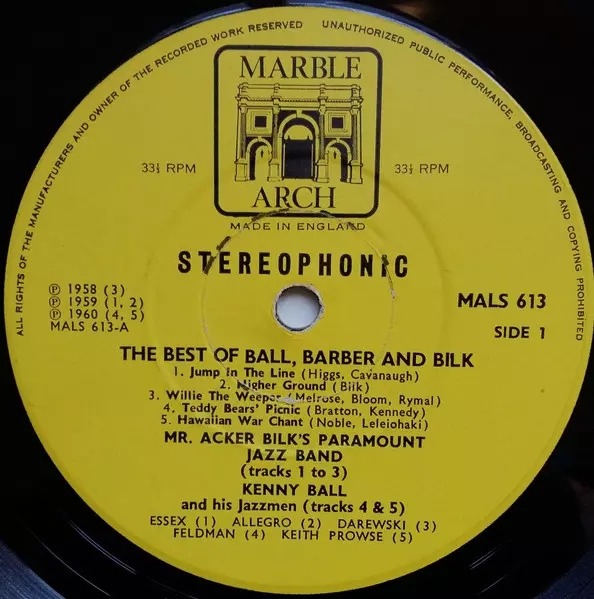 ALL RIGHTS OF THE MANUFACTURERS AND OWNER OF THE RECORDED WORK RESERVED UNAUTHORIZED PUBLIC PERFORMANCE, BROADCASTING AND COPYING PROHIBITED
MARBLE
ARCH
33⅓ RPM 33⅓ RPM
MADE IN ENGLAND
STEREOPHONIC
℗ 1958 (3)
℗ 1959 (1, 2)
℗ 1960 (4, 5)
MALS 613-A
MALS 613
SIDE 1
THE BEST OF BALL, BARBER AND BILK
1. Jump In The Line (Higgs, Cavanaugh)
2. Higher Ground (Bilk)
3. Willie The Weeper (Melrose, Bloom, Rymal)
4. Teddy Bears' Picnic (Bratton, Kennedy)
5. Hawaiian War Chant (Noble, Leleiohaki)
MR. ACKER BILK'S PARAMOUNT
JAZZ BAND
(tracks 1 to 3)
KENNY BALL
and his Jazzmen (tracks 4 & 5)
ESSEX (1) ALLEGRO (2) DAREWSKI (3)
FELDMAN (4) KEITH PROWSE (5)